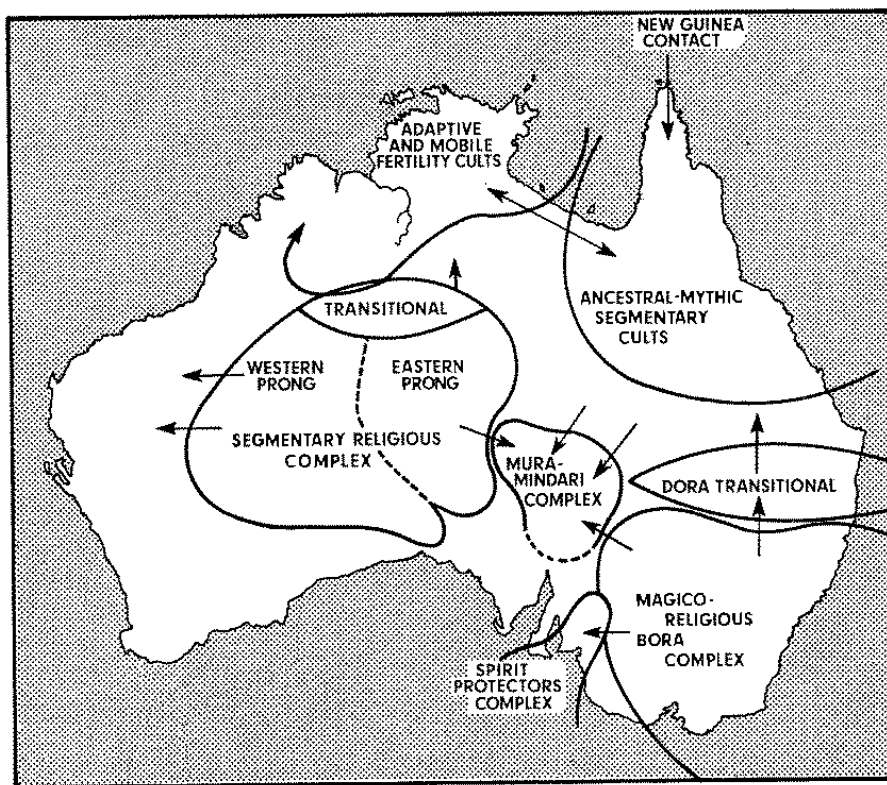 NEW GUINEA
CONTACT
ADAPTIVE
AND MOBILE
FERTILITY CULTS
ANCESTRAL-MYTHIC
SEGMENTARY
CULTS
TRANSITIONAL
WESTERN
PRONG
EASTERN
PRONG
SEGMENTARY RELIGIOUS
COMPLEX
MURA-
MINDARI
COMPLEX
DORA TRANSITIONAL
MAGICO-
RELIGIOUS
BORA
COMPLEX
SPIRIT
PROTECTORS
COMPLEX